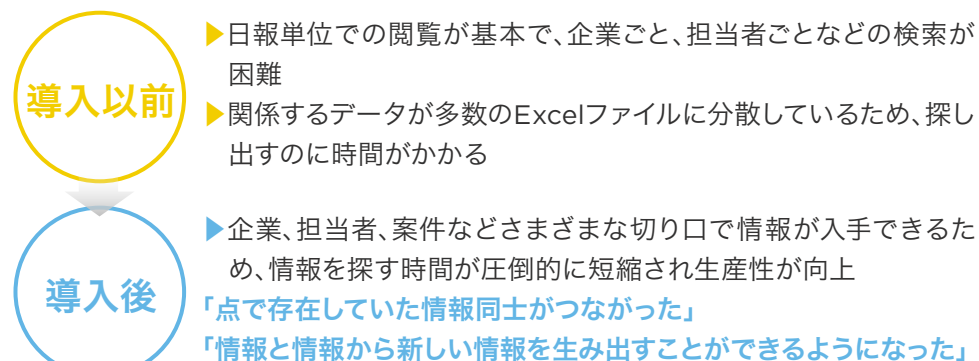 導入以前
▶日報単位での閲覧が基本で、企業ごと、担当者ごとなどの検索が
困難
▶関係するデータが多数のExcelファイルに分散しているため、探し
出すのに時間がかかる
導入後
▶企業、担当者、案件などさまざまな切り口で情報が入手できるた
め、情報を探す時間が圧倒的に短縮され生産性が向上
「点で存在していた情報同士がつながった」
「情報と情報から新しい情報を生み出すことができるようになった」